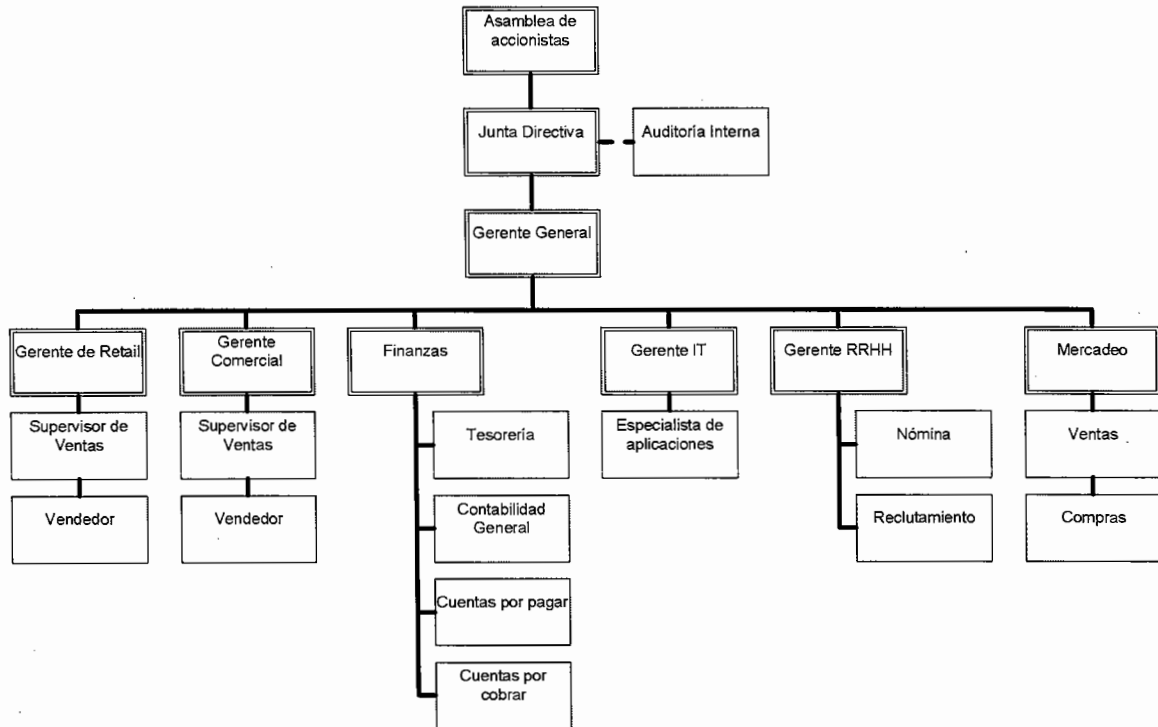 Asamblea de
accionistas
Junta Directiva
Auditoría Interna
Gerente General
Gerente de Retail
Gerente
Comercial
Finanzas
Gerente IT
Gerente RRHH
Mercadeo
Supervisor de
Ventas
Supervisor de
Ventas
Tesorería
Especialista de
aplicaciones
Nómina
Ventas
Vendedor
Vendedor
Contabilidad
General
Reclutamiento
Compras
Cuentas por pagar
Cuentas por
cobrar